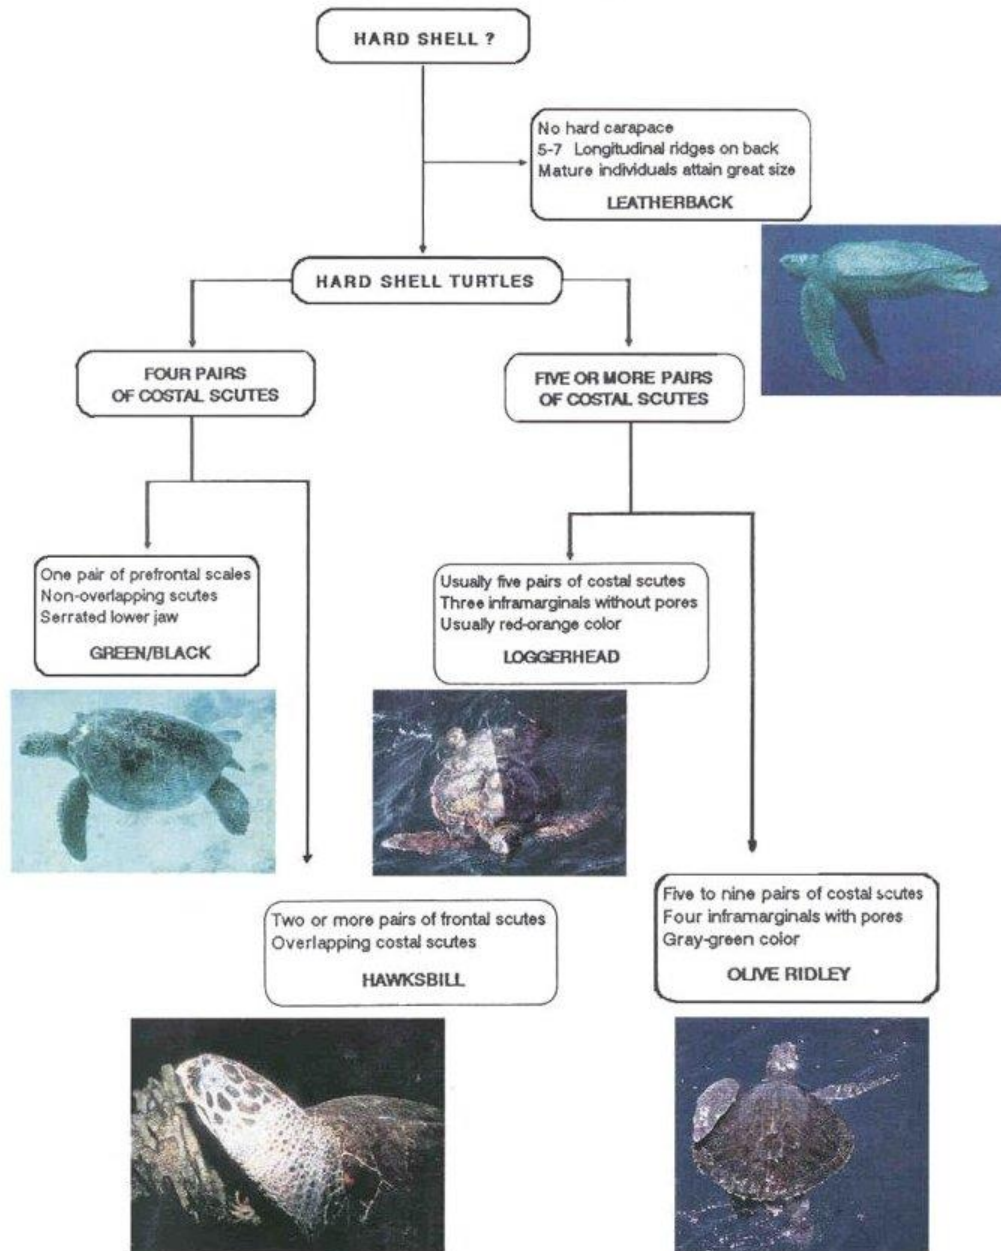 HARD SHELL ?
No hard carapace
5-7 Longitudinal ridges on back
Mature individuals attain great size
LEATHERBACK
HARD SHELL TURTLES
FOUR PAIRS
OF COSTAL SCUTES
FIVE OR MORE PAIRS
OF COSTAL SCUTES
One pair of prefrontal scales
Non-overlapping scutes
Serrated lower jaw
GREEN/BLACK
Usually five pairs of costal scutes
Three inframarginals without pores
Usually red-orange color
LOGGERHEAD
Two or more pairs of frontal scutes
Overlapping costal scutes
HAWKSBILL
Five to nine pairs of costal scutes
Four inframarginals with pores
Gray-green color
OLIVE RIDLEY